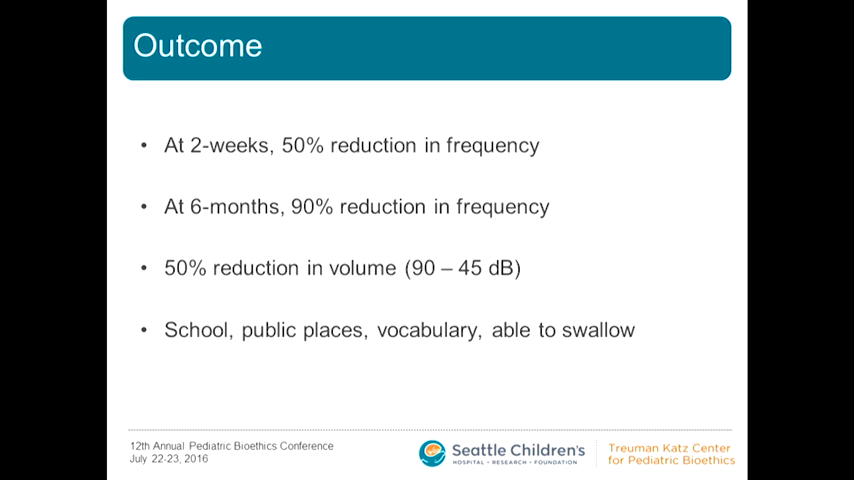 Outcome
• At 2-weeks, 50% reduction in frequency
• At 6-months, 90% reduction in frequency
• 50% reduction in volume (90 – 45 dB)
• School, public places, vocabulary, able to swallow
12th Annual Pediatric Bioethics Conference
July 22-23, 2016
Seattle Children's
HOSPITAL • RESEARCH • FOUNDATION
Treuman Katz Center
for Pediatric Bioethics